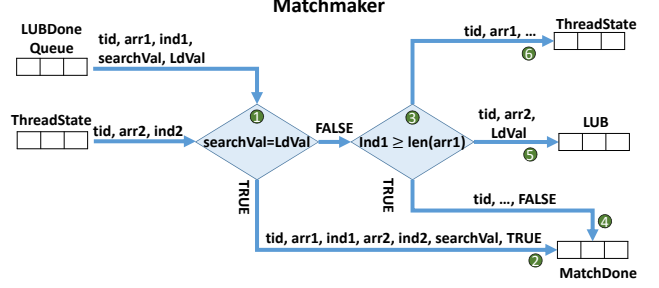 Matchmaker
LUBDone
Queue
tid, arr1, ind1,
searchVal, LdVal
ThreadState
tid, arr2, ind2
1
searchVal=LdVal
FALSE
TRUE
3
Ind1 ≥ len(arr1)
TRUE
tid, arr1, ...
6
ThreadState
tid, arr2,
LdVal
5
LUB
tid, ..., FALSE
4
tid, arr1, ind1, arr2, ind2, searchVal, TRUE
2
MatchDone